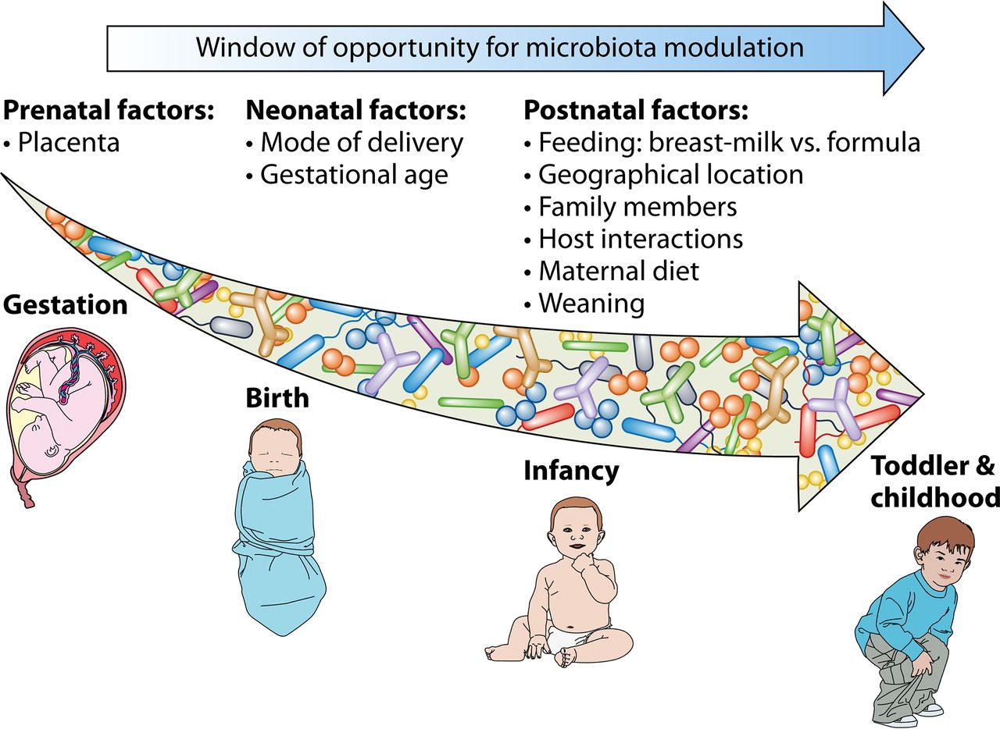 Window of opportunity for microbiota modulation
Prenatal factors:
• Placenta
Neonatal factors:
• Mode of delivery
• Gestational age
Postnatal factors:
• Feeding: breast-milk vs. formula
• Geographical location
• Family members
• Host interactions
• Maternal diet
• Weaning
Gestation
Birth
Infancy
Toddler &
childhood